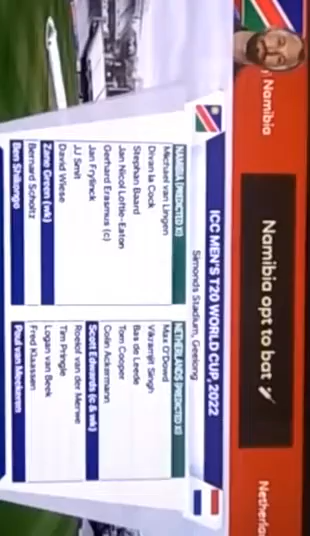 Namibia
Namibia opt to bat
Netherla
ICC MEN'S T20 WORLD CUP, 2022
Simonds Stadium, Geelong
NAMIBIA (PREDICTED XI)
Michael van Lingen
Divan la Cock
Stephan Baard
Jan Nicol Loftie-Eaton
Gerhard Erasmus (c)
Jan Frylinck
JJ Smit
David Wiese
Zane Green (wk)
Bernard Scholtz
Ben Shikongo
NETHERLANDS (PREDICTED XI)
Max O'Dowd
Vikramjit Singh
Bas de Leede
Tom Cooper
Colin Ackermann
Scott Edwards (c & wk)
Roelof van der Merwe
Tim Pringle
Logan van Beek
Fred Klaassen
Paul van Meekeren